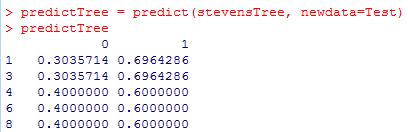 > predictTree = predict(stevensTree, newdata=Test)
> predictTree
0 1
1 0.3035714 0.6964286
3 0.3035714 0.6964286
4 0.4000000 0.6000000
6 0.4000000 0.6000000
8 0.4000000 0.6000000